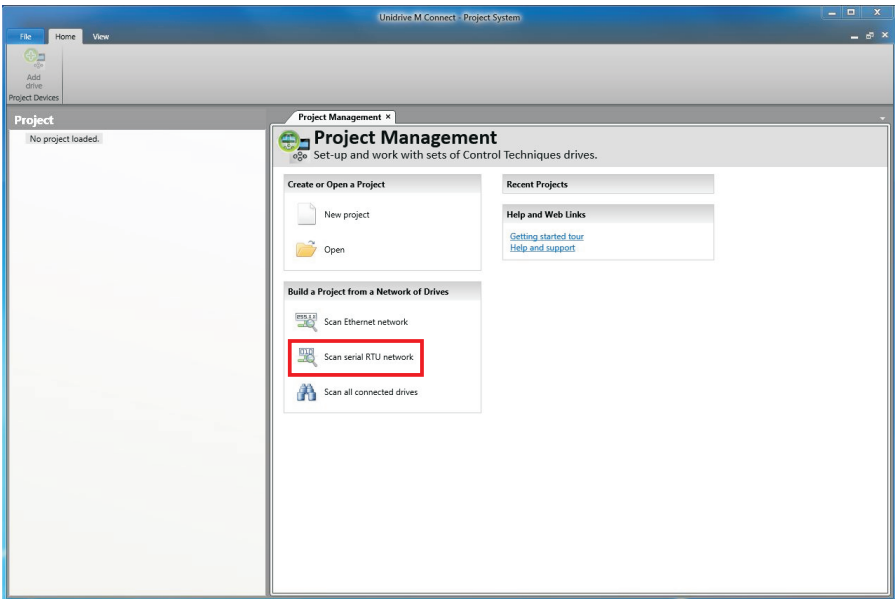 Unidrive M Connect - Project System
File Home View
Add
drive
Project Devices
Project
No project loaded.
Project Management ×
Project Management
Set-up and work with sets of Control Techniques drives.
Create or Open a Project
New project
Open
Recent Projects
Help and Web Links
Getting started tour
Help and support
Build a Project from a Network of Drives
Scan Ethernet network
Scan serial RTU network
Scan all connected drives